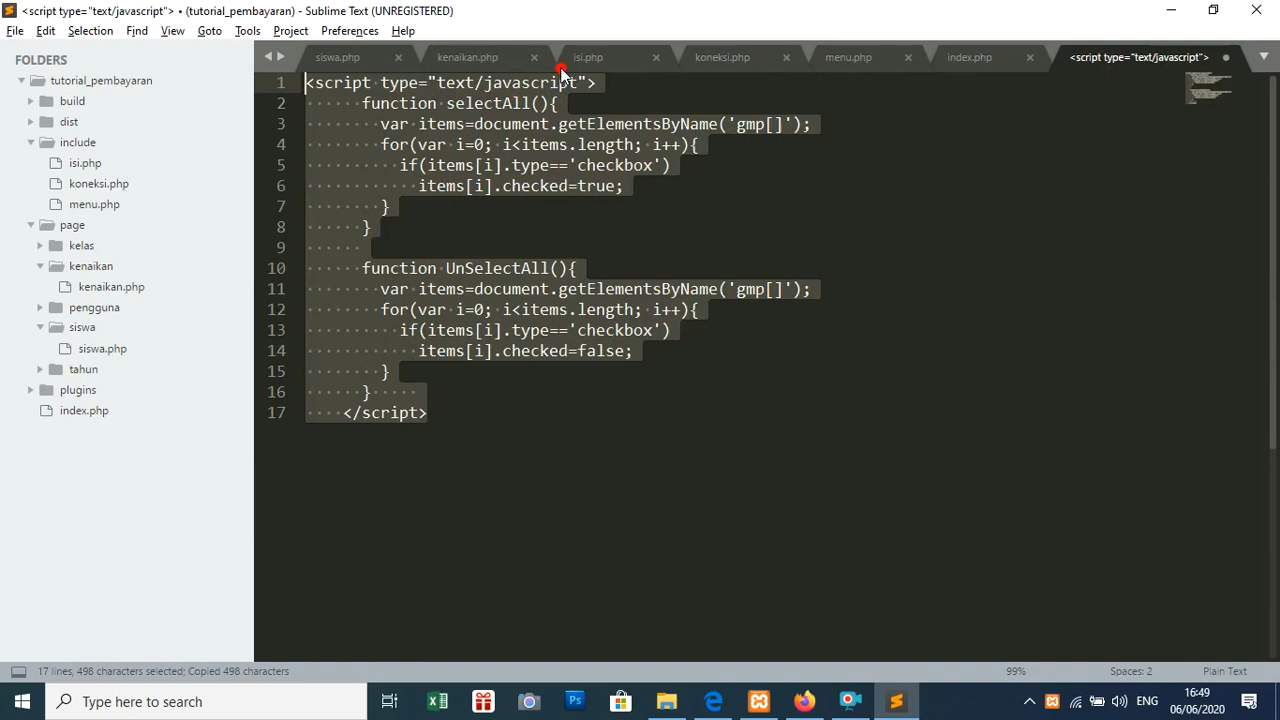 <script type="text/javascript"> • (tutorial_pembayaran) - Sublime Text (UNREGISTERED)
File Edit Selection Find View Goto Tools Project Preferences Help
FOLDERS
tutorial_pembayaran
build
dist
include
isi.php
koneksi.php
menu.php
page
kelas
kenaikan
kenaikan.php
pengguna
siswa
siswa.php
tahun
plugins
index.php
siswa.php kenaikan.php isi.php koneksi.php menu.php index.php <script type="text/javascript">
1 <script type="text/javascript">
2 function selectAll(){
3 var items=document.getElementsByName('gmp[]');
4 for(var i=0; i<items.length; i++){
5 if(items[i].type=='checkbox')
6 items[i].checked=true;
7 }
8 }
9
10 function UnSelectAll(){
11 var items=document.getElementsByName('gmp[]');
12 for(var i=0; i<items.length; i++){
13 if(items[i].type=='checkbox')
14 items[i].checked=false;
15 }
16 }
17 </script>
17 lines, 498 characters selected; Copied 498 characters 99% Spaces: 2 Plain Text
Type here to search
Ps
ENG
16:49
06/06/2020